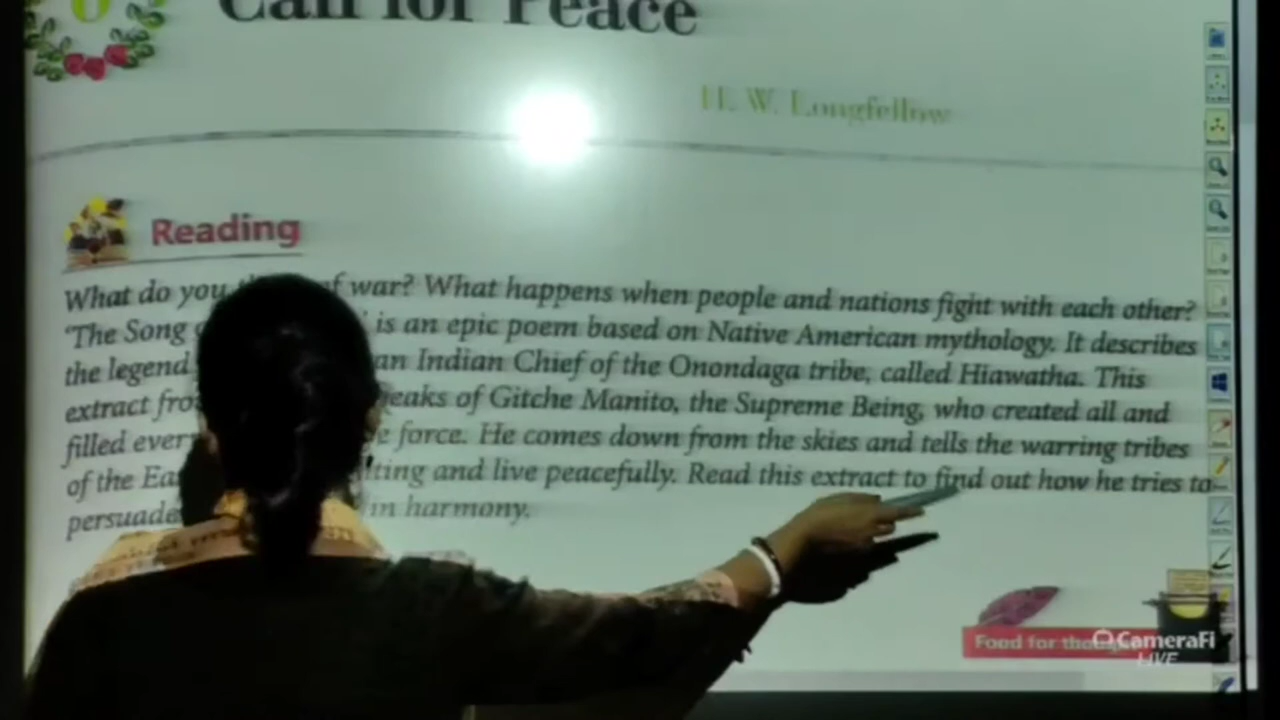 6
Call for Peace
H. W. Longfellow
Reading
What do you of war? What happens when people and nations fight with each other?
'The Song ' is an epic poem based on Native American mythology. It describes
the legend an Indian Chief of the Onondaga tribe, called Hiawatha. This
extract eaks of Gitche Manito, the Supreme Being, who created all and
filled force. He comes down from the skies and tells the warring tribes
of the ting and live peacefully. Read this extract to find out how he tries to
persuade in harmony.
Food for
CameraFi
LIVE